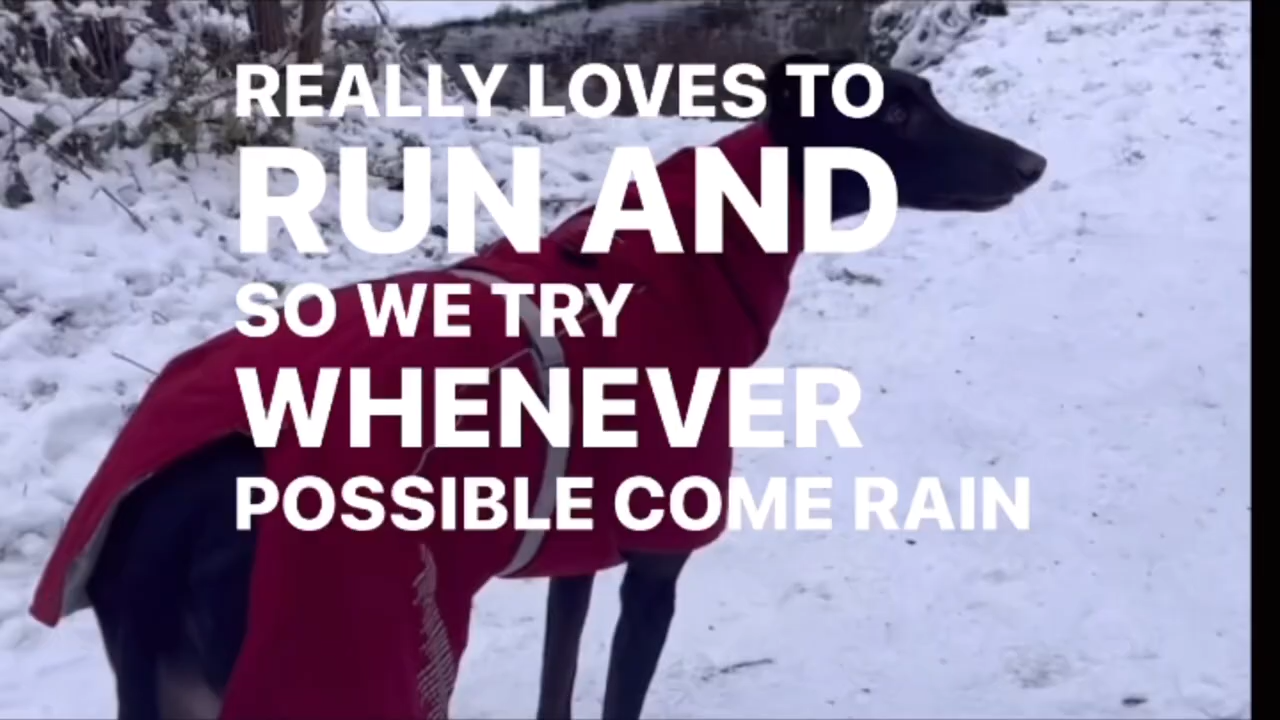 REALLY LOVES TO
RUN AND
SO WE TRY
WHENEVER
POSSIBLE COME RAIN